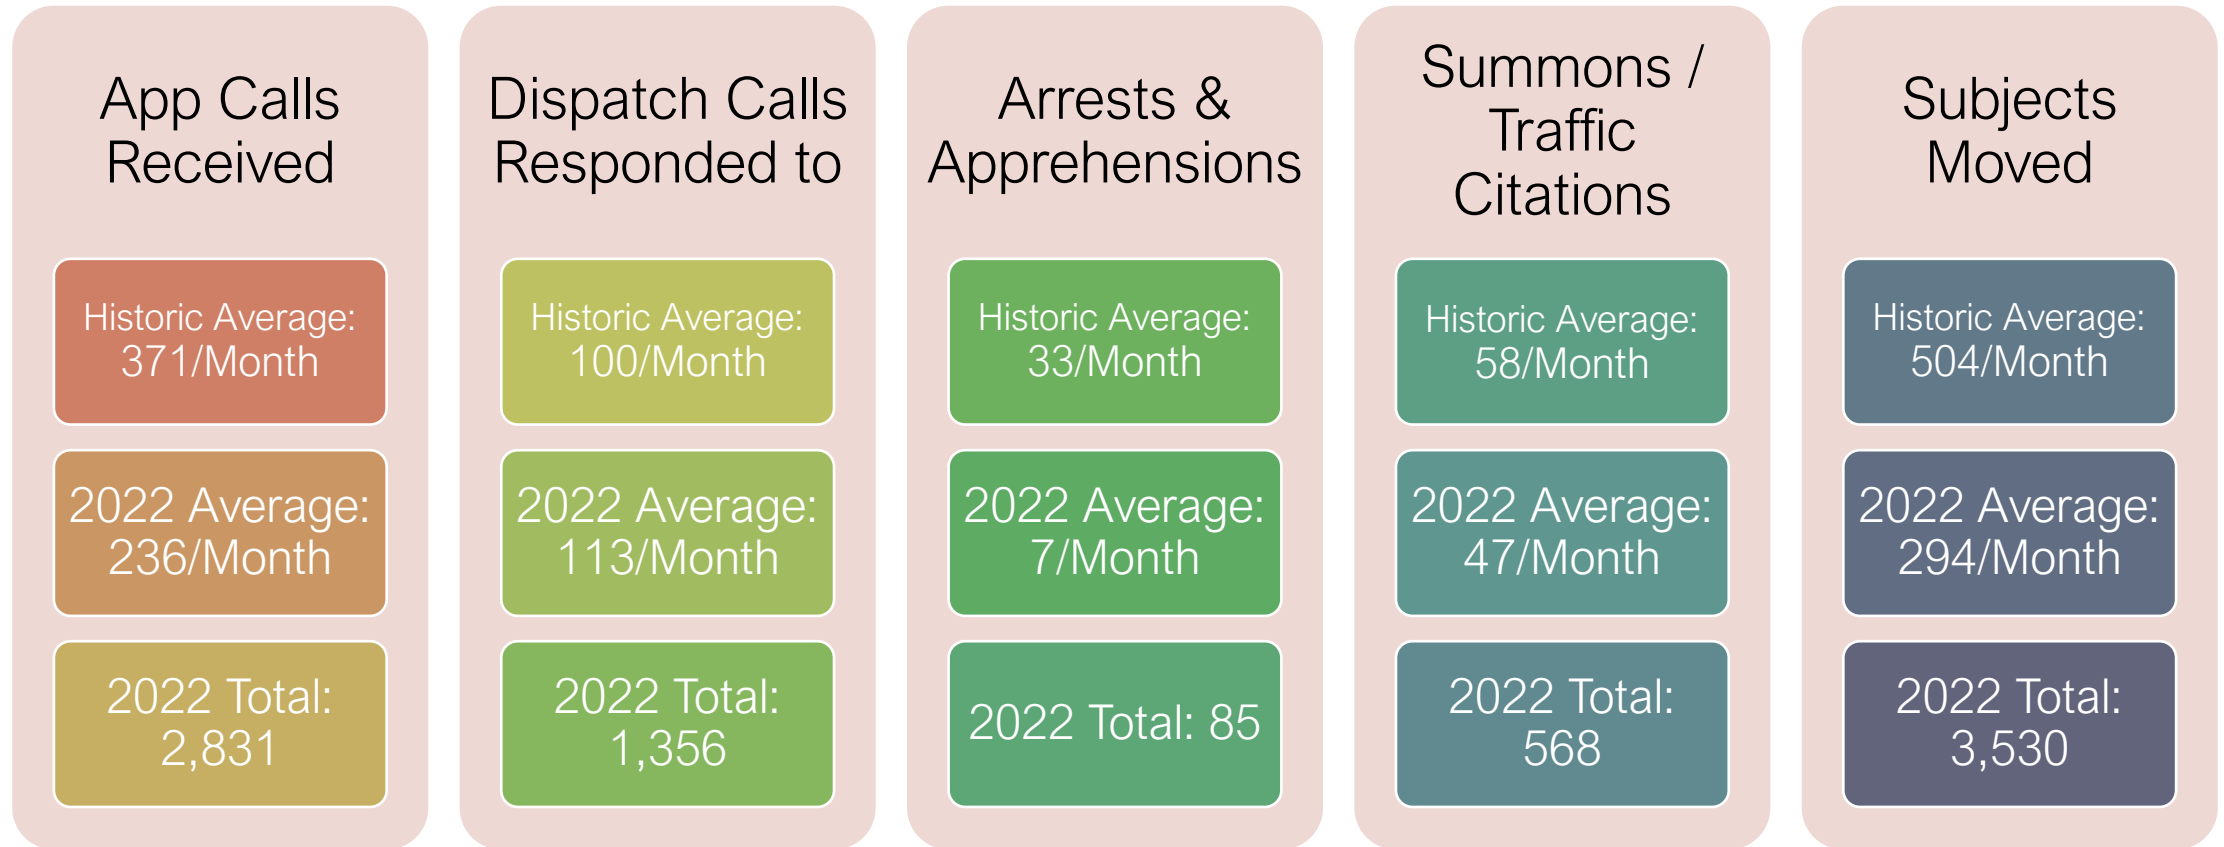 App Calls
Received
Historic Average:
371/Month
2022 Average:
236/Month
2022 Total:
2,831
Dispatch Calls
Responded to
Historic Average:
100/Month
2022 Average:
113/Month
2022 Total:
1,356
Arrests &
Apprehensions
Historic Average:
33/Month
2022 Average:
7/Month
2022 Total: 85
Summons /
Traffic
Citations
Historic Average:
58/Month
2022 Average:
47/Month
2022 Total:
568
Subjects
Moved
Historic Average:
504/Month
2022 Average:
294/Month
2022 Total:
3,530